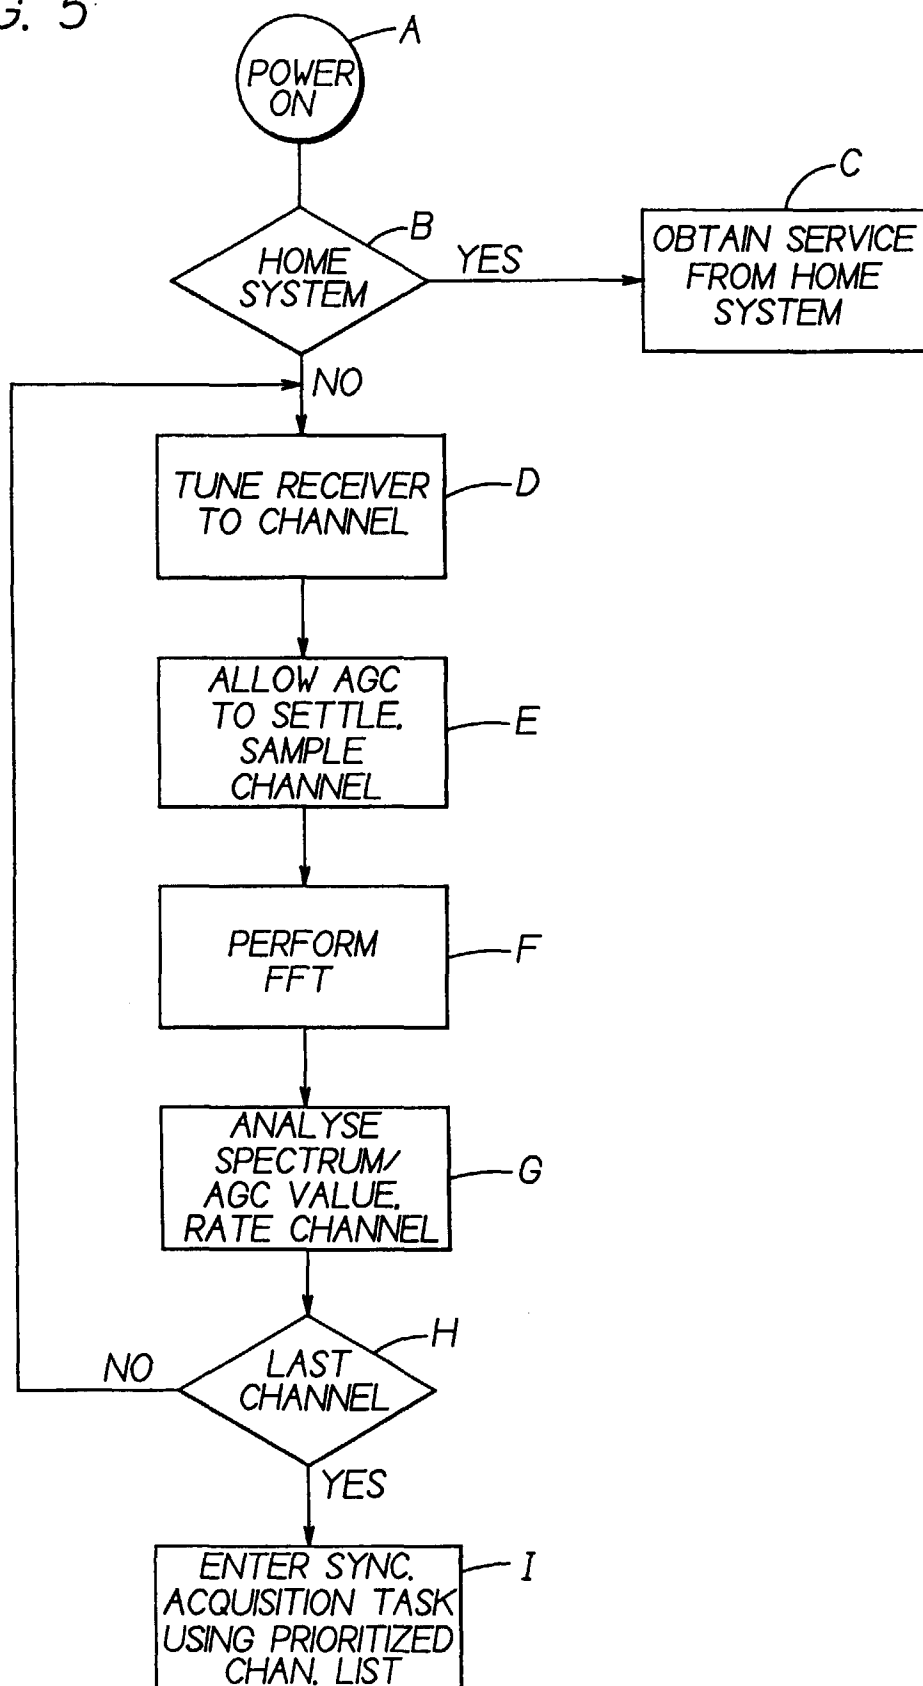 G. 5
A
POWER
ON
C
B
HOME
SYSTEM
YES
OBTAIN SERVICE
FROM HOME
SYSTEM
NO
TUNE RECEIVER
TO CHANNEL
D
ALLOW AGC
TO SETTLE,
SAMPLE
CHANNEL
E
PERFORM
FFT
F
ANALYSE
SPECTRUM/
AGC VALUE,
RATE CHANNEL
G
H
LAST
CHANNEL
NO
YES
ENTER SYNC.
ACQUISITION TASK
USING PRIORITIZED
CHAN. LIST
I